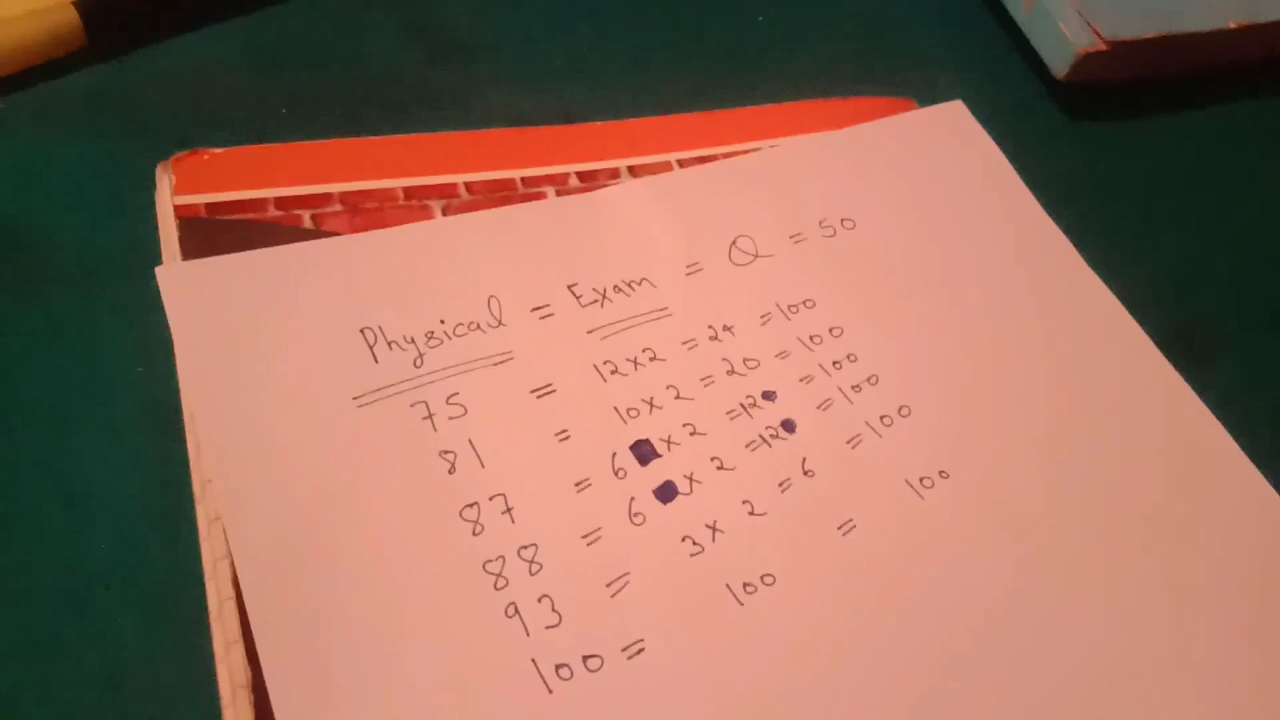 Physical = Exam = Q = 50
75 = 12x2 = 24 = 100
81 = 10x2 = 20 = 100
87 = 6 x2 = 12 = 100
88 = 6 x 2 = 12 = 100
93 = 3x 2 = 6 = 100
100 = 100 = 100